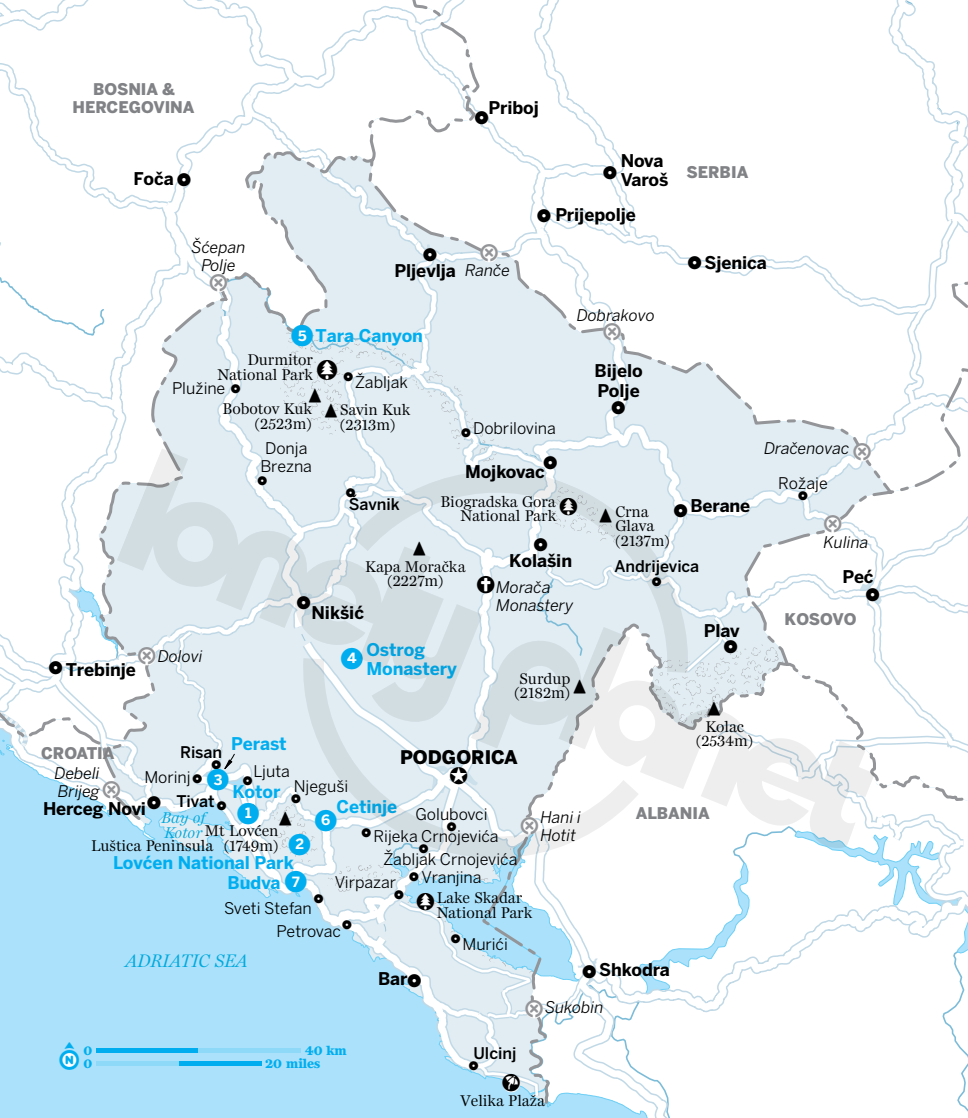 BOSNIA &
HERCEGOVINA
Priboj
Foča
Nova
Varoš
SERBIA
Prijepolje
Šćepan
Polje
Pljevlja
Ranče
Sjenica
Dobrakovo
5 Tara Canyon
Durmitor
National Park
Plužine
Žabljak
Bobotov Kuk
(2523m)
Savin Kuk
(2313m)
Bijelo
Polje
Dobrilovina
Donja
Brezna
Dračenovac
Mojkovac
Rožaje
Šavnik
Biogradska Gora
National Park
Crna
Glava
(2137m)
Berane
Kulina
Kapa Moračka
(2227m)
Kolašin
Andrijevica
Peć
Morača
Monastery
Nikšić
KOSOVO
Plav
Dolovi
Trebinje
4 Ostrog
Monastery
Surdup
(2182m)
Kolac
(2534m)
lonely planet
CROATIA
Debeli
Brijeg
Risan
Perast
3
Morinj
Ljuta
PODGORICA
Herceg Novi
Tivat
Kotor
1
Njeguši
Cetinje
6
Bay of
Kotor
Mt Lovćen
(1749m)
Luštica Peninsula
2
Lovćen National Park
Golubovci
Rijeka Crnojevića
Žabljak Crnojevića
Hani i
Hotit
ALBANIA
Budva 7
Virpazar
Vranjina
Lake Skadar
National Park
Sveti Stefan
Petrovac
Murići
ADRIATIC SEA
Bar
Shkodra
Sukobin
N
0 40 km
0 20 miles
Ulcinj
Velika Plaža